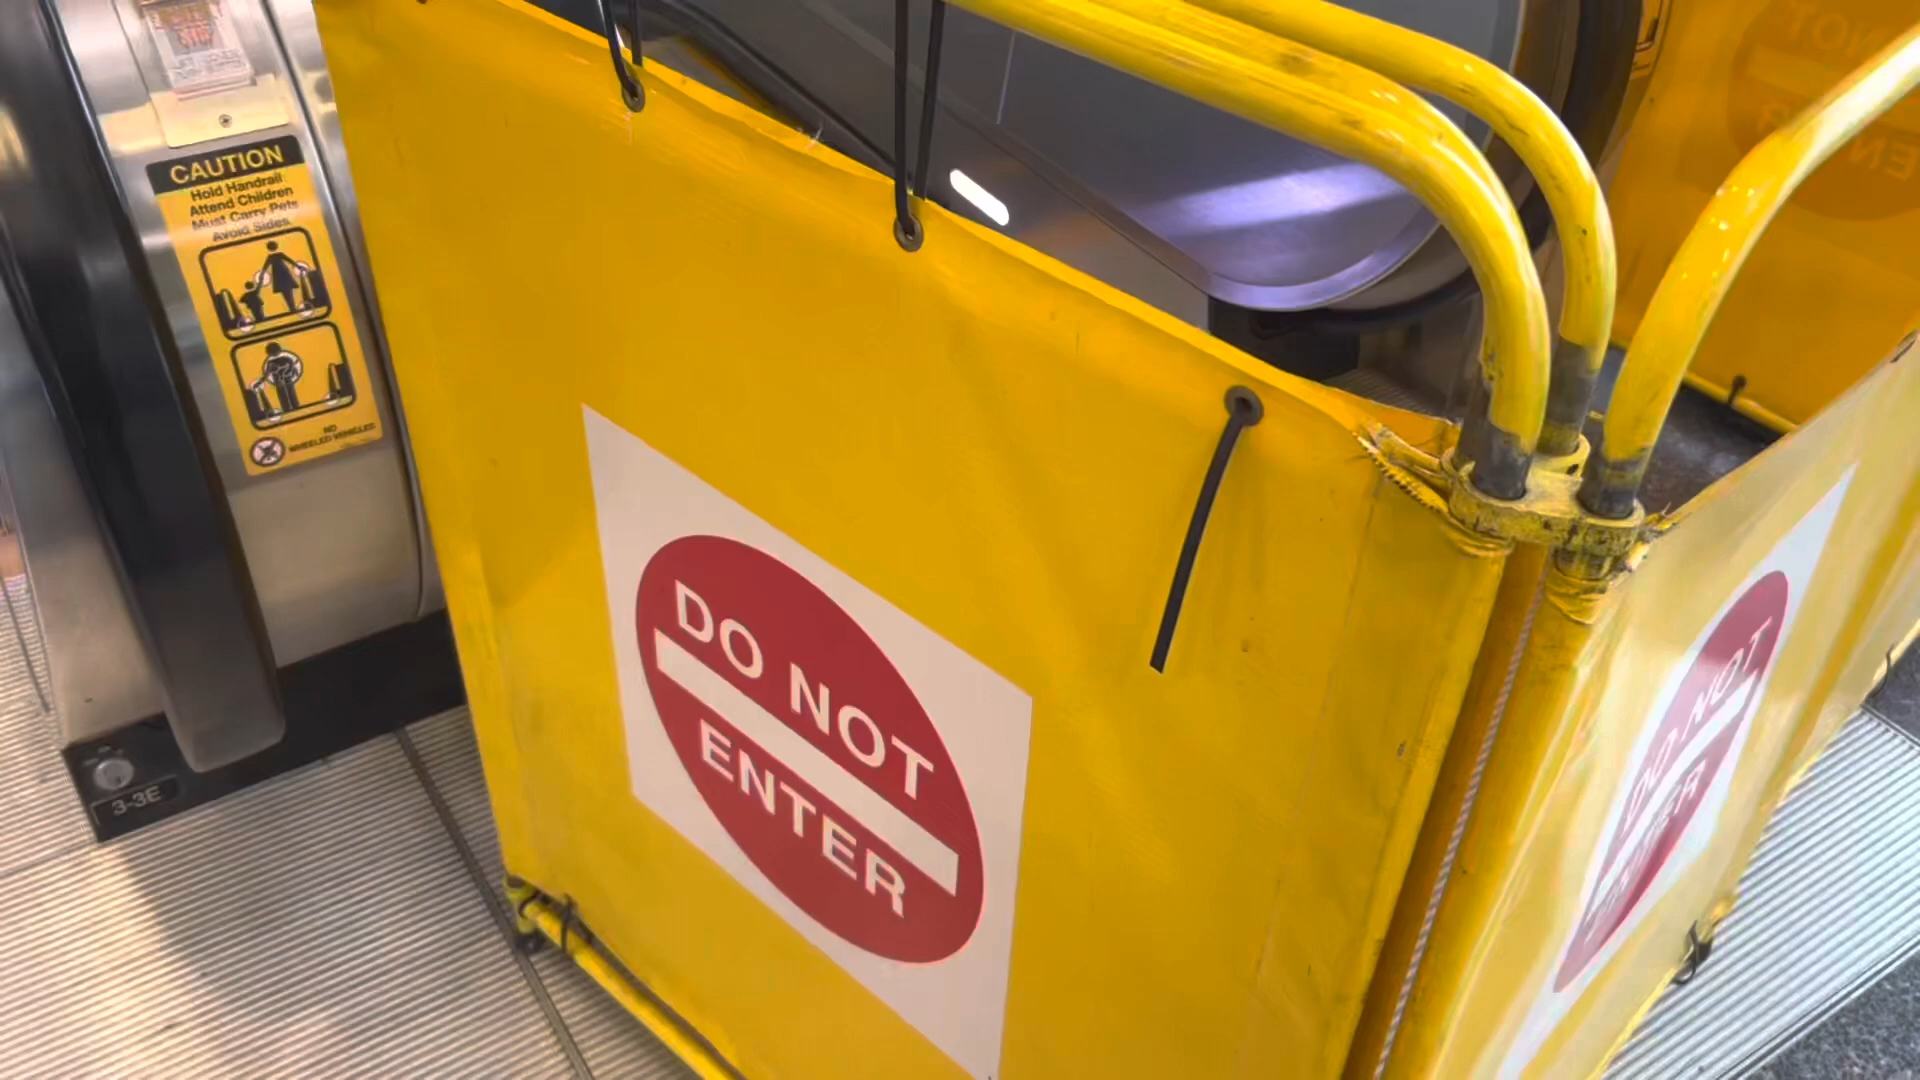 CAUTION
Hold Handrail
Attend Children
Must Carry Pets
Avoid Sides
NO
WHEELED VEHICLES
3-3E
DO NOT
ENTER
DO NOT
ENTER